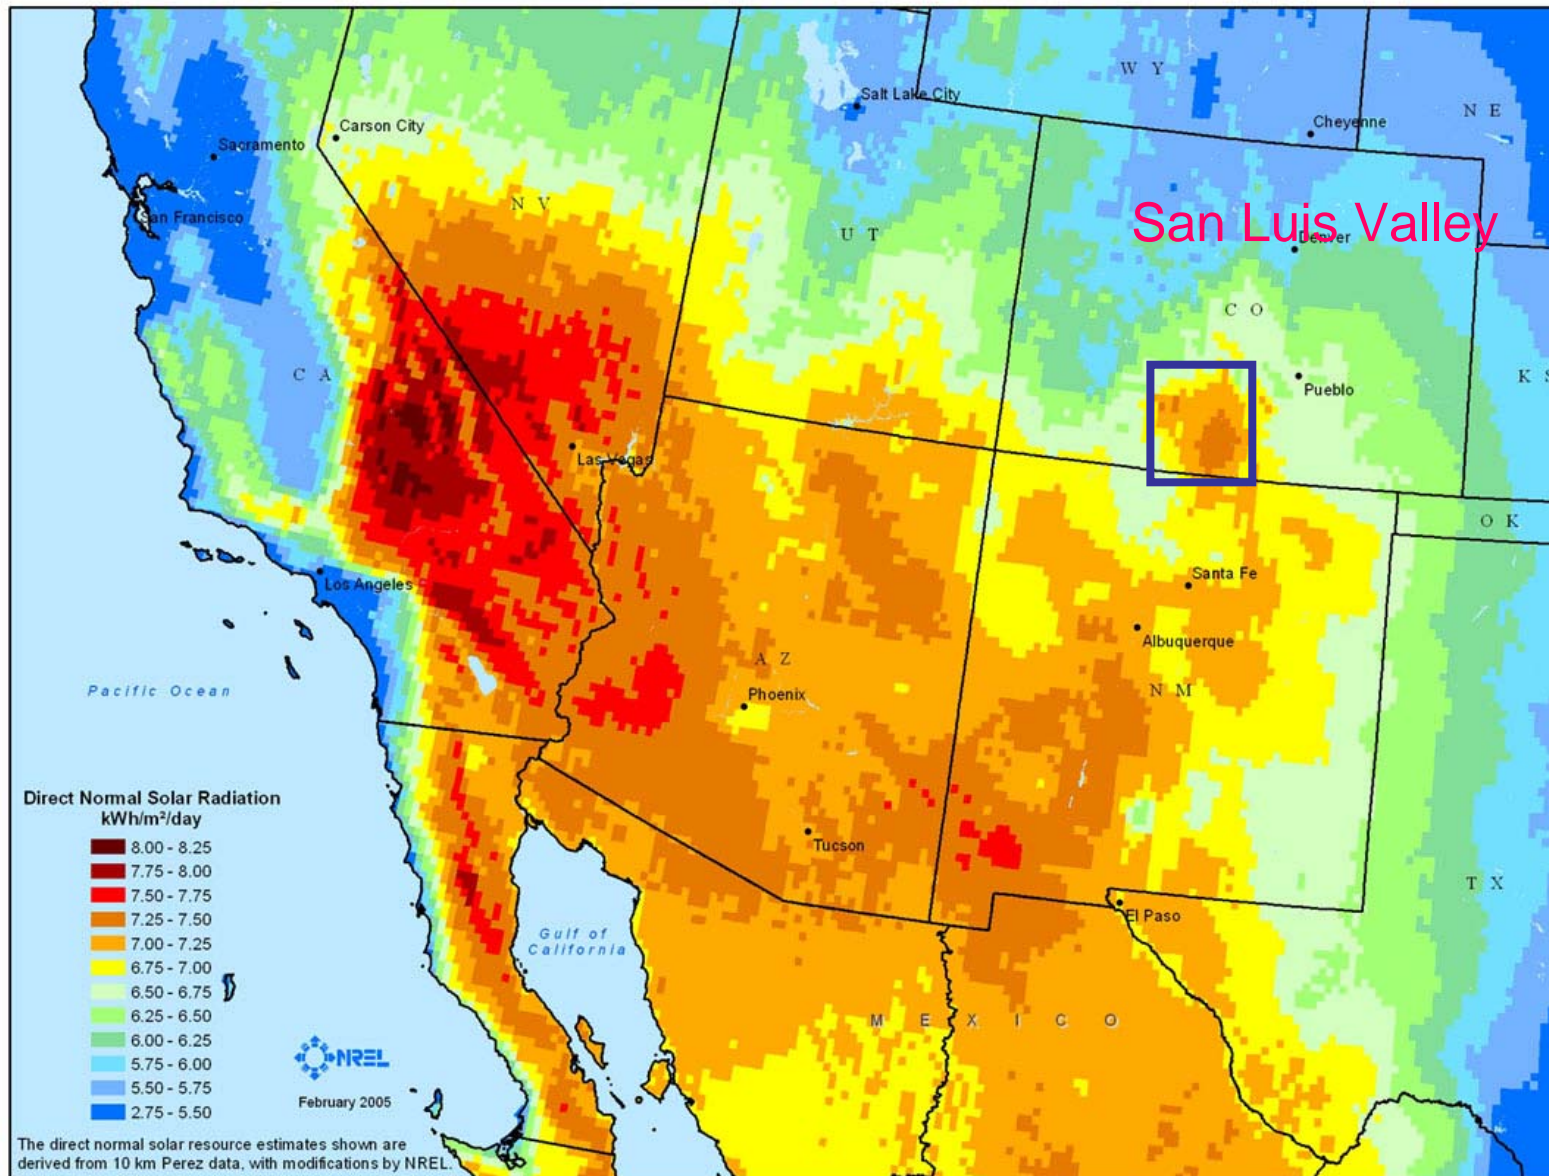 W Y
N E
Salt Lake City
Cheyenne
Carson City
Sacramento
San Francisco
N V
U T
San Luis Valley
Denver
C O
C A
K S
Pueblo
Las Vegas
O K
Santa Fe
Los Angeles
Albuquerque
A Z
N M
Pacific Ocean
Phoenix
Direct Normal Solar Radiation
kWh/m²/day
8.00 - 8.25
7.75 - 8.00
7.50 - 7.75
7.25 - 7.50
7.00 - 7.25
6.75 - 7.00
6.50 - 6.75
6.25 - 6.50
6.00 - 6.25
5.75 - 6.00
5.50 - 5.75
2.75 - 5.50
Tucson
T X
El Paso
Gulf of
California
M E X I C O
NREL
February 2005
The direct normal solar resource estimates shown are
derived from 10 km Perez data, with modifications by NREL.